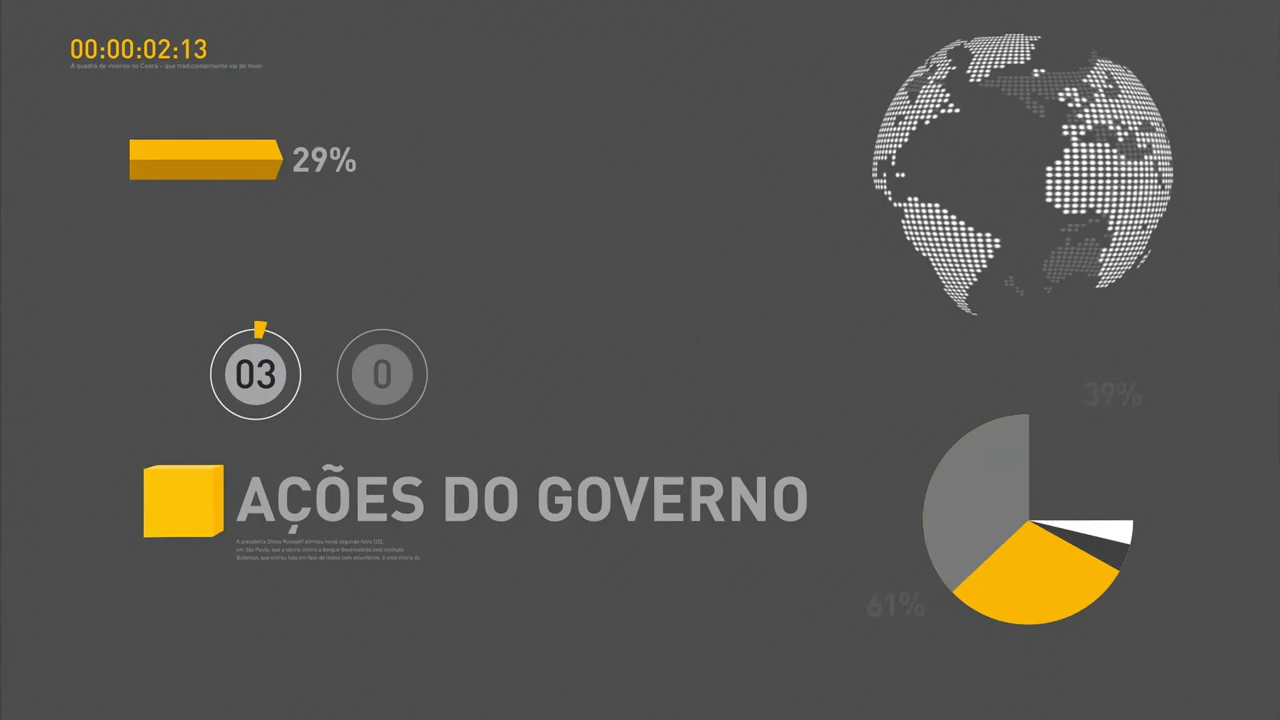 00:00:02:13
A quadra de inverno no Ceara – que tradicionalmente vai de fever
29%
03
0
39%
AÇÕES DO GOVERNO
A presidenta Dilma Rousseff afirmou nesta segunda-feira (22),
em São Paulo, que a vacina contra a dengue desenvolvida pelo Instituto
Butantan, que entrou hoje em fase de testes com voluntários, é uma vitória do
61%